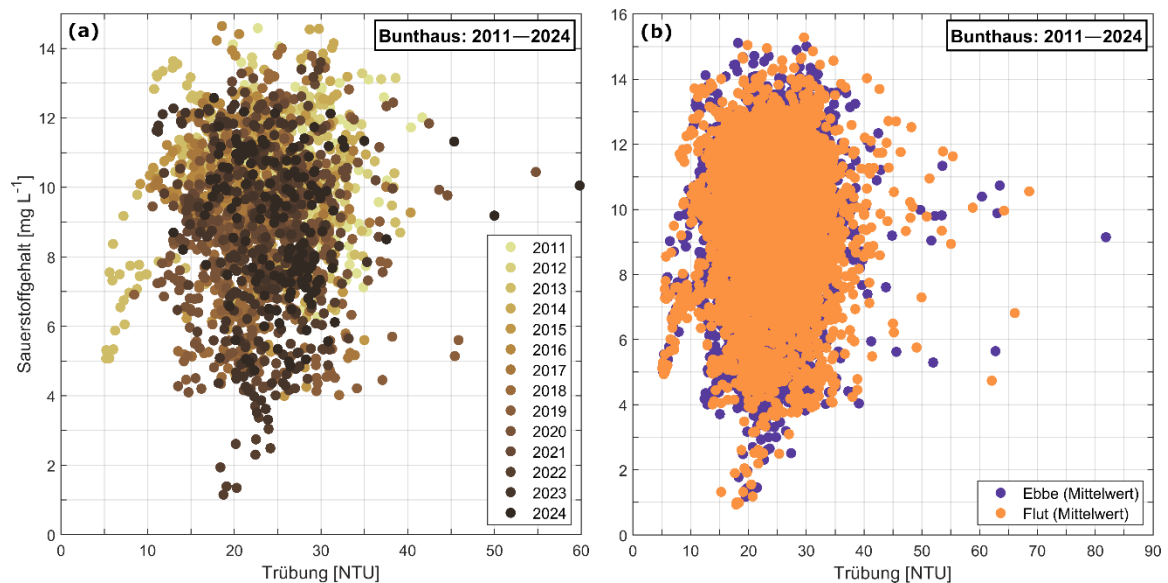 (a)
Bunthaus: 2011—2024
Sauerstoffgehalt [mg L⁻¹]
14
12
10
8
6
4
2
0
0 10 20 30 40 50 60
Trübung [NTU]
2011
2012
2013
2014
2015
2016
2017
2018
2019
2020
2021
2022
2023
2024
(b)
Bunthaus: 2011—2024
16
14
12
10
8
6
4
2
0
0 10 20 30 40 50 60 70 80 90
Trübung [NTU]
Ebbe (Mittelwert)
Flut (Mittelwert)